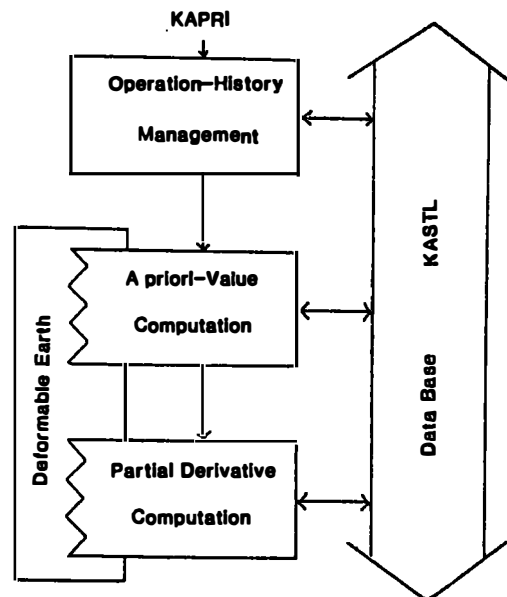 KAPRI
Operation-History
Management
A priori-Value
Computation
Partial Derivative
Computation
Deformable Earth
Data Base KASTL